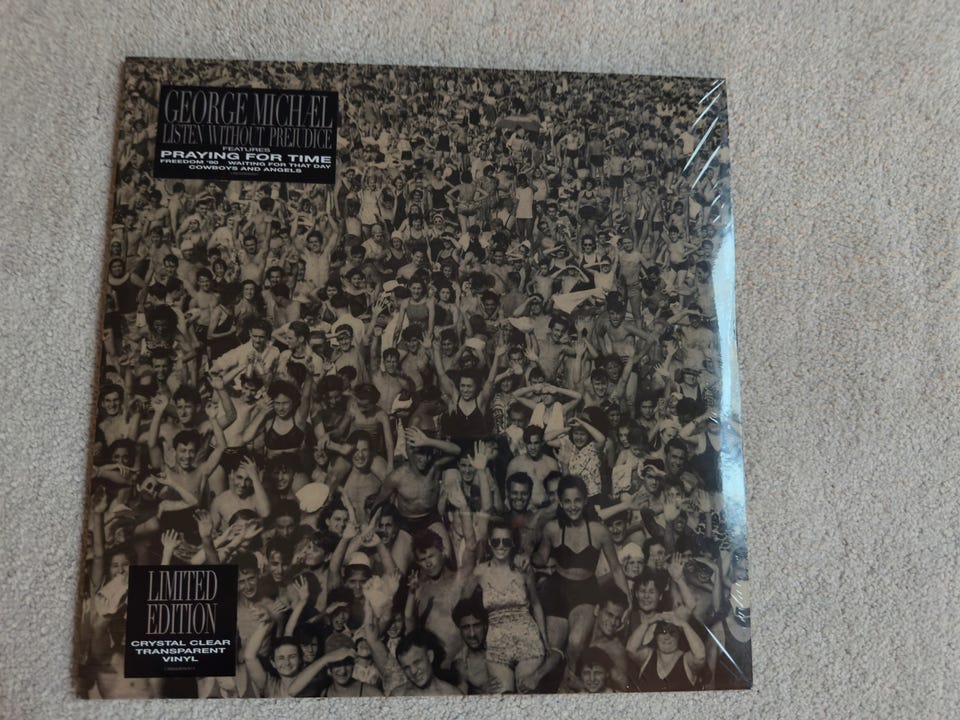 GEORGE MICHÆL
LISTEN WITHOUT PREJUDICE
FEATURES
PRAYING FOR TIME
FREEDOM '90 WAITING FOR THAT DAY
COWBOYS AND ANGELS
LIMITED
EDITION
CRYSTAL CLEAR
TRANSPARENT
VINYL